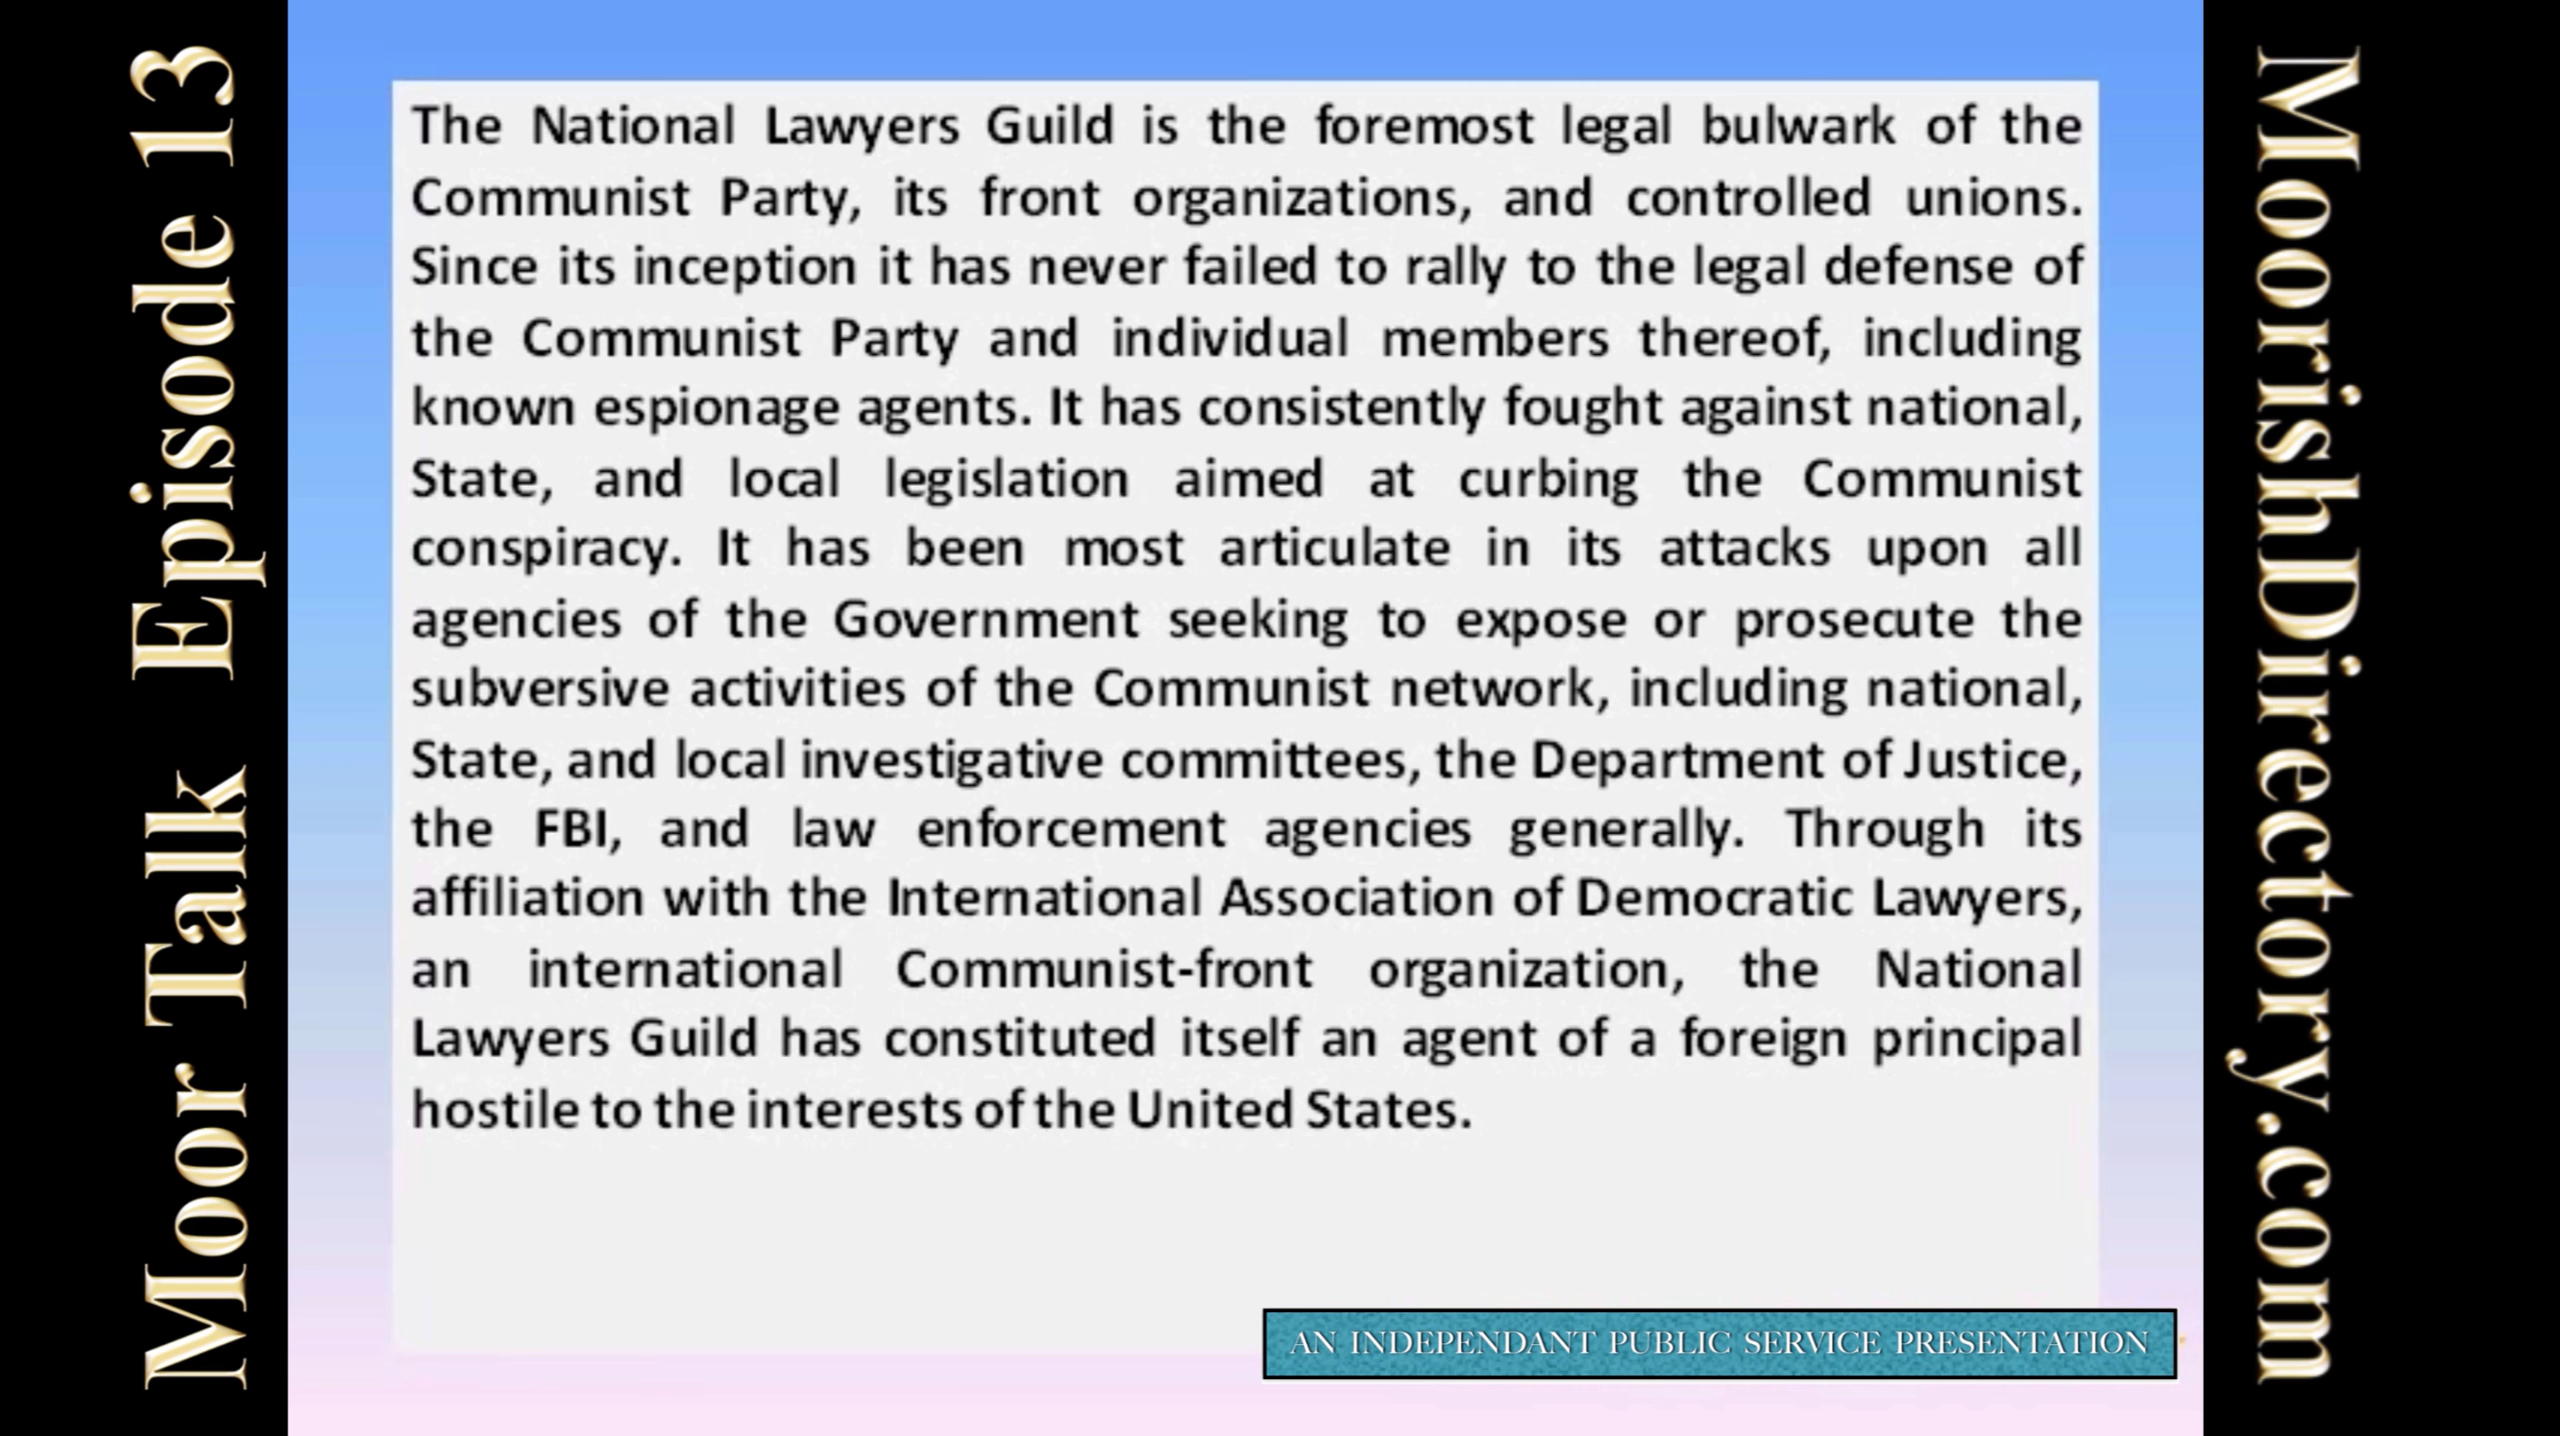 Moor Talk Episode 13
The National Lawyers Guild is the foremost legal bulwark of the
Communist Party, its front organizations, and controlled unions.
Since its inception it has never failed to rally to the legal defense of
the Communist Party and individual members thereof, including
known espionage agents. It has consistently fought against national,
State, and local legislation aimed at curbing the Communist
conspiracy. It has been most articulate in its attacks upon all
agencies of the Government seeking to expose or prosecute the
subversive activities of the Communist network, including national,
State, and local investigative committees, the Department of Justice,
the FBI, and law enforcement agencies generally. Through its
affiliation with the International Association of Democratic Lawyers,
an international Communist-front organization, the National
Lawyers Guild has constituted itself an agent of a foreign principal
hostile to the interests of the United States.
AN INDEPENDANT PUBLIC SERVICE PRESENTATION
MoorishDirectory.com